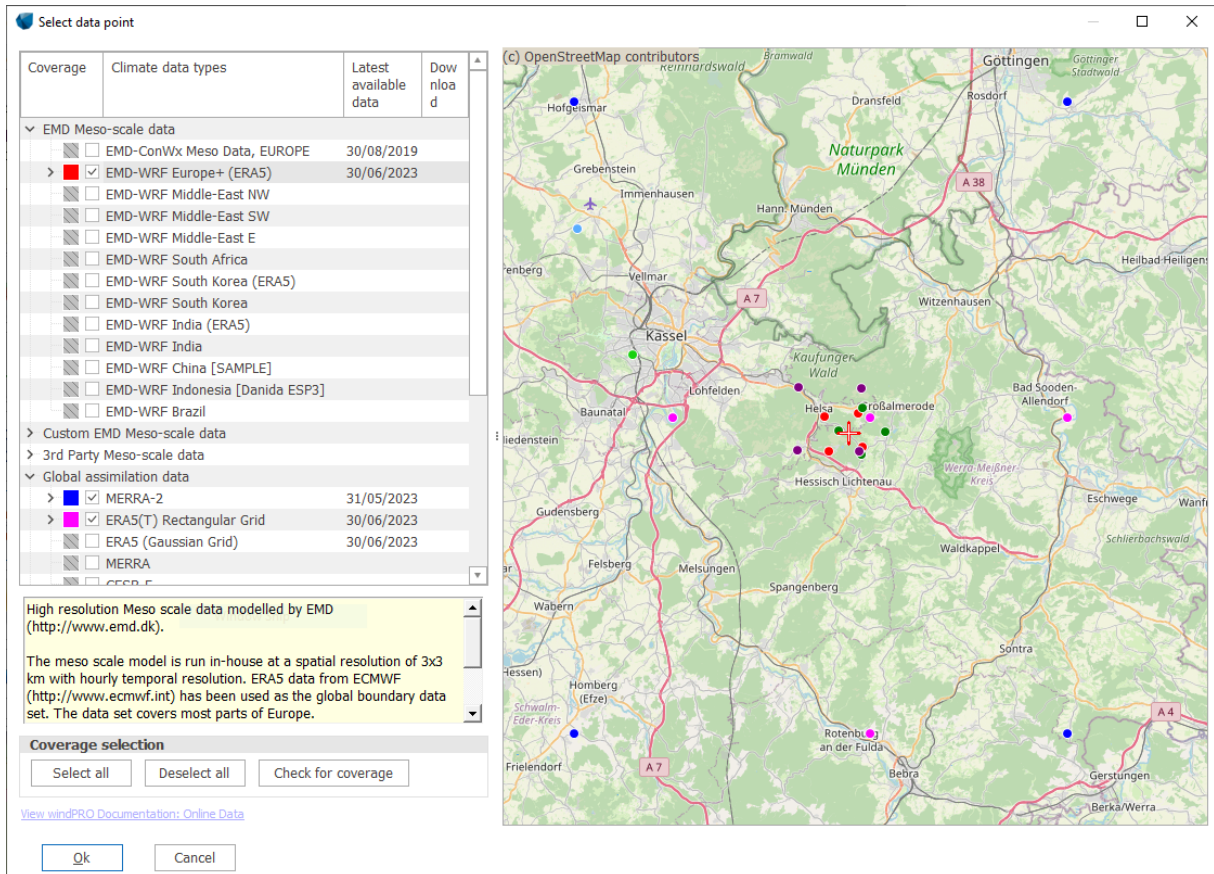 Select data point
Coverage Climate data types Latest available data Dow nloa d
EMD Meso-scale data
EMD-ConWx Meso Data, EUROPE 30/08/2019
EMD-WRF Europe+ (ERA5) 30/06/2023
EMD-WRF Middle-East NW
EMD-WRF Middle-East SW
EMD-WRF Middle-East E
EMD-WRF South Africa
EMD-WRF South Korea (ERA5)
EMD-WRF South Korea
EMD-WRF India (ERA5)
EMD-WRF India
EMD-WRF China [SAMPLE]
EMD-WRF Indonesia [Danida ESP3]
EMD-WRF Brazil
Custom EMD Meso-scale data
3rd Party Meso-scale data
Global assimilation data
MERRA-2 31/05/2023
ERA5(T) Rectangular Grid 30/06/2023
ERA5 (Gaussian Grid) 30/06/2023
MERRA
High resolution Meso scale data modelled by EMD
(http://www.emd.dk).
The meso scale model is run in-house at a spatial resolution of 3x3
km with hourly temporal resolution. ERA5 data from ECMWF
(http://www.ecmwf.int) has been used as the global boundary data
set. The data set covers most parts of Europe.
Coverage selection
Select all Deselect all Check for coverage
View windPRO Documentation: Online Data
Ok Cancel
(c) OpenStreetMap contributors
Reinhardswald
Bramwald
Göttingen
Göttinger
Stadtwald
Rosdorf
Hofgeismar
Dransfeld
Naturpark
Münden
Grebenstein
A 38
Immenhausen
Hann. Münden
Heilbad Heiligens
renberg
Vellmar
A 7
Witzenhausen
Kassel
Kaufunger
Wald
Lohfelden
Bad Sooden-
Allendorf
Baunatal
Helsa
roßalmerode
liedenstein
Werra-Meißner-
Kreis
Hessisch Lichtenau
Eschwege
Wanf
Gudensberg
Schlierbachswald
Waldkappel
Felsberg
Melsungen
Spangenberg
ar
Wabern
Sontra
Hessen)
Homberg
(Efze)
Schwalm-
Eder-Kreis
A 4
Rotenburg
an der Fulda
Frielendorf
A 7
Bebra
Gerstungen
Berka/Werra